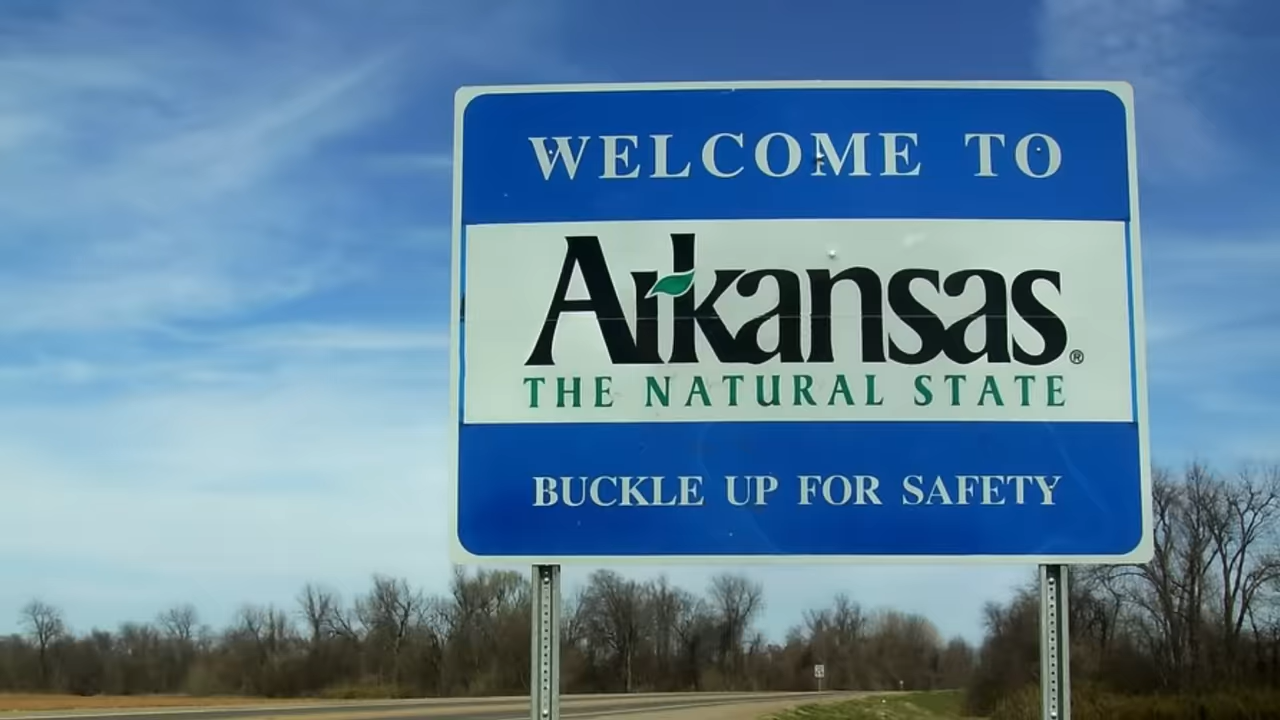 WELCOME TO
Arkansas®
THE NATURAL STATE
BUCKLE UP FOR SAFETY